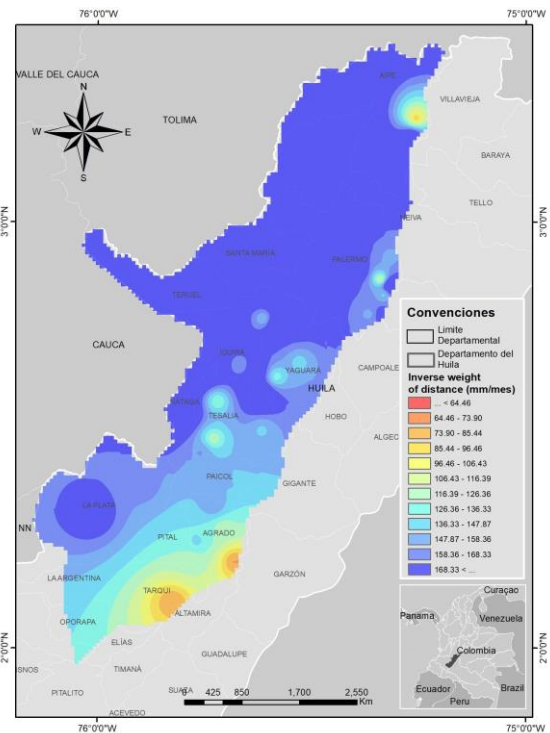 76°0'0"W
75°0'0"W
AIPE
VALLE DEL CAUCA
N
W
E
S
VILLAVIEJA
TOLIMA
BARAYA
TELLO
3°0'0"N
3°0'0"N
NEIVA
SANTA MARIA
PALERMO
TERUEL
CAUCA
YAGUARÁ
HUILA
CAMPOALE
HOBO
TESALIA
ALGEC
PAICOL
GIGANTE
LA PLATA
NN
PITAL
AGRADO
LA ARGENTINA
TARQUI
GARZÓN
ALTAMIRA
OPORAPA
ELÍAS
GUADALUPE
2°0'0"N
2°0'0"N
SNOS
TIMANÁ
PITALITO
SUAZA
ACEVEDO
Convenciones
Limite
Departamental
Departamento del
Huila
Inverse weight
of distance (mm/mes)
... < 64.46
64.46 - 73.90
73.90 - 85.44
85.44 - 96.46
96.46 - 106.43
106.43 - 116.39
116.39 - 126.36
126.36 - 136.33
136.33 - 147.87
147.87 - 158.36
158.36 - 168.33
168.33 < ...
Curaçao
Panama
Venezuela
Colombia
Ecuador
Brazil
Peru
0 425 850 1,700 2,550
Km
76°0'0"W
75°0'0"W